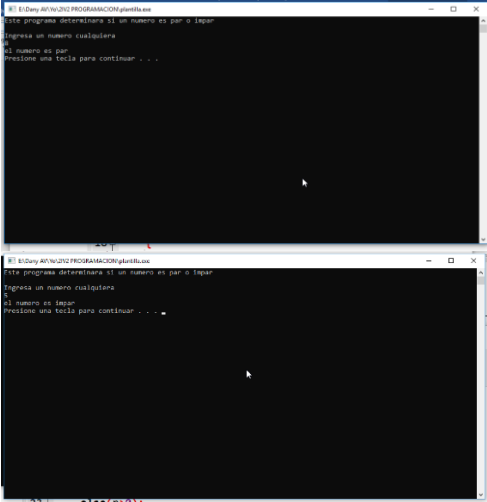 E:\Dany AV\Yo\2IV2 PROGRAMACION\plantilla.exe
Este programa determinara si un numero es par o impar
Ingresa un numero cualquiera
8
el numero es par
Presione una tecla para continuar . . .
E:\Dany AV\Yo\2IV2 PROGRAMACION\plantilla.exe
Este programa determinara si un numero es par o impar
Ingresa un numero cualquiera
5
el numero es impar
Presione una tecla para continuar . . .